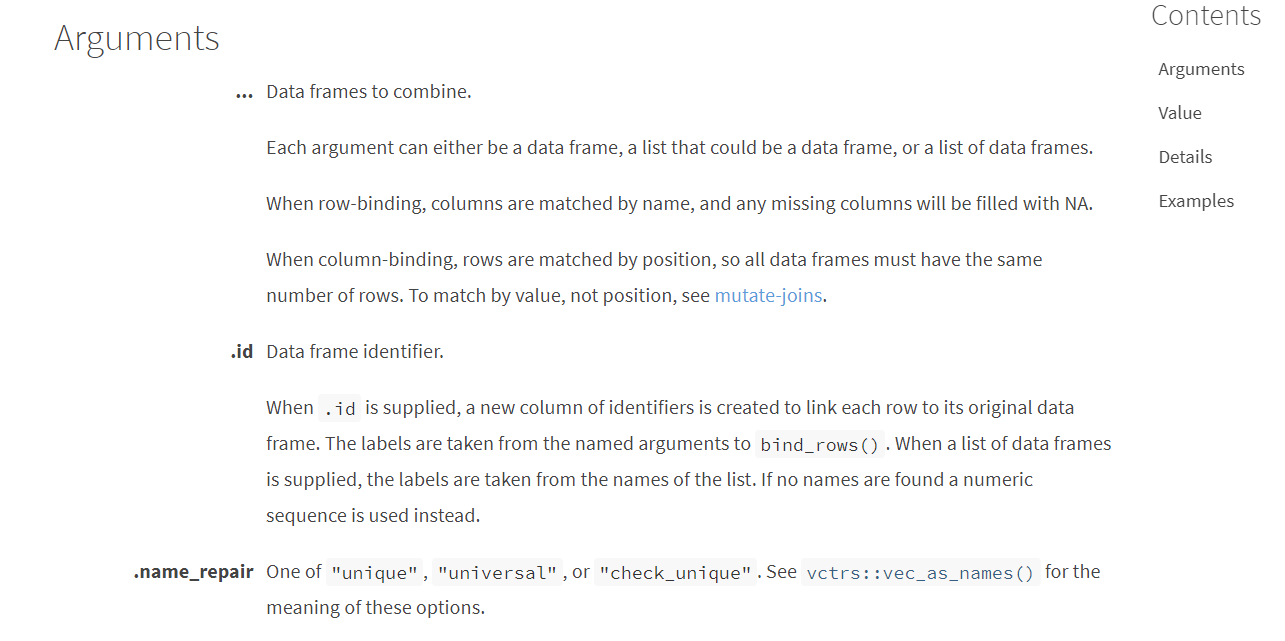 Contents
Arguments
Arguments
Value
Details
Examples
... Data frames to combine.
Each argument can either be a data frame, a list that could be a data frame, or a list of data frames.
When row-binding, columns are matched by name, and any missing columns will be filled with NA.
When column-binding, rows are matched by position, so all data frames must have the same
number of rows. To match by value, not position, see mutate-joins.
.id Data frame identifier.
When .id is supplied, a new column of identifiers is created to link each row to its original data
frame. The labels are taken from the named arguments to bind_rows(). When a list of data frames
is supplied, the labels are taken from the names of the list. If no names are found a numeric
sequence is used instead.
.name_repair One of "unique", "universal", or "check_unique". See vctrs::vec_as_names() for the
meaning of these options.